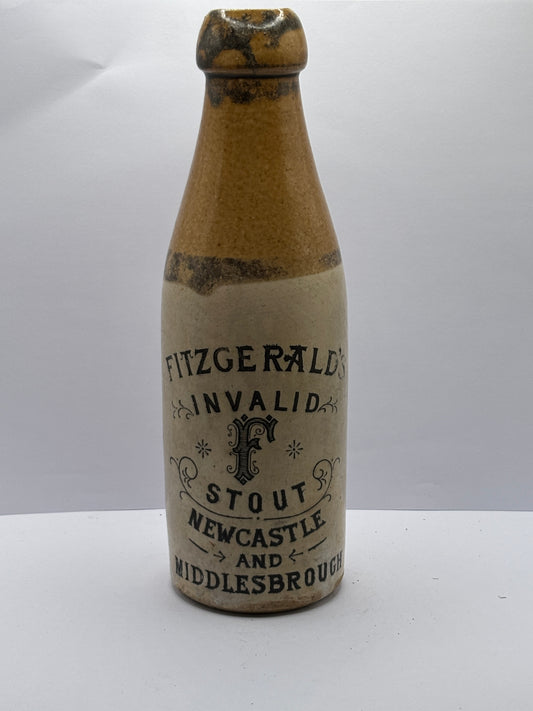 FITZGERALD'S
INVALID
F
STOUT
NEWCASTLE
AND
MIDDLESBROUGH